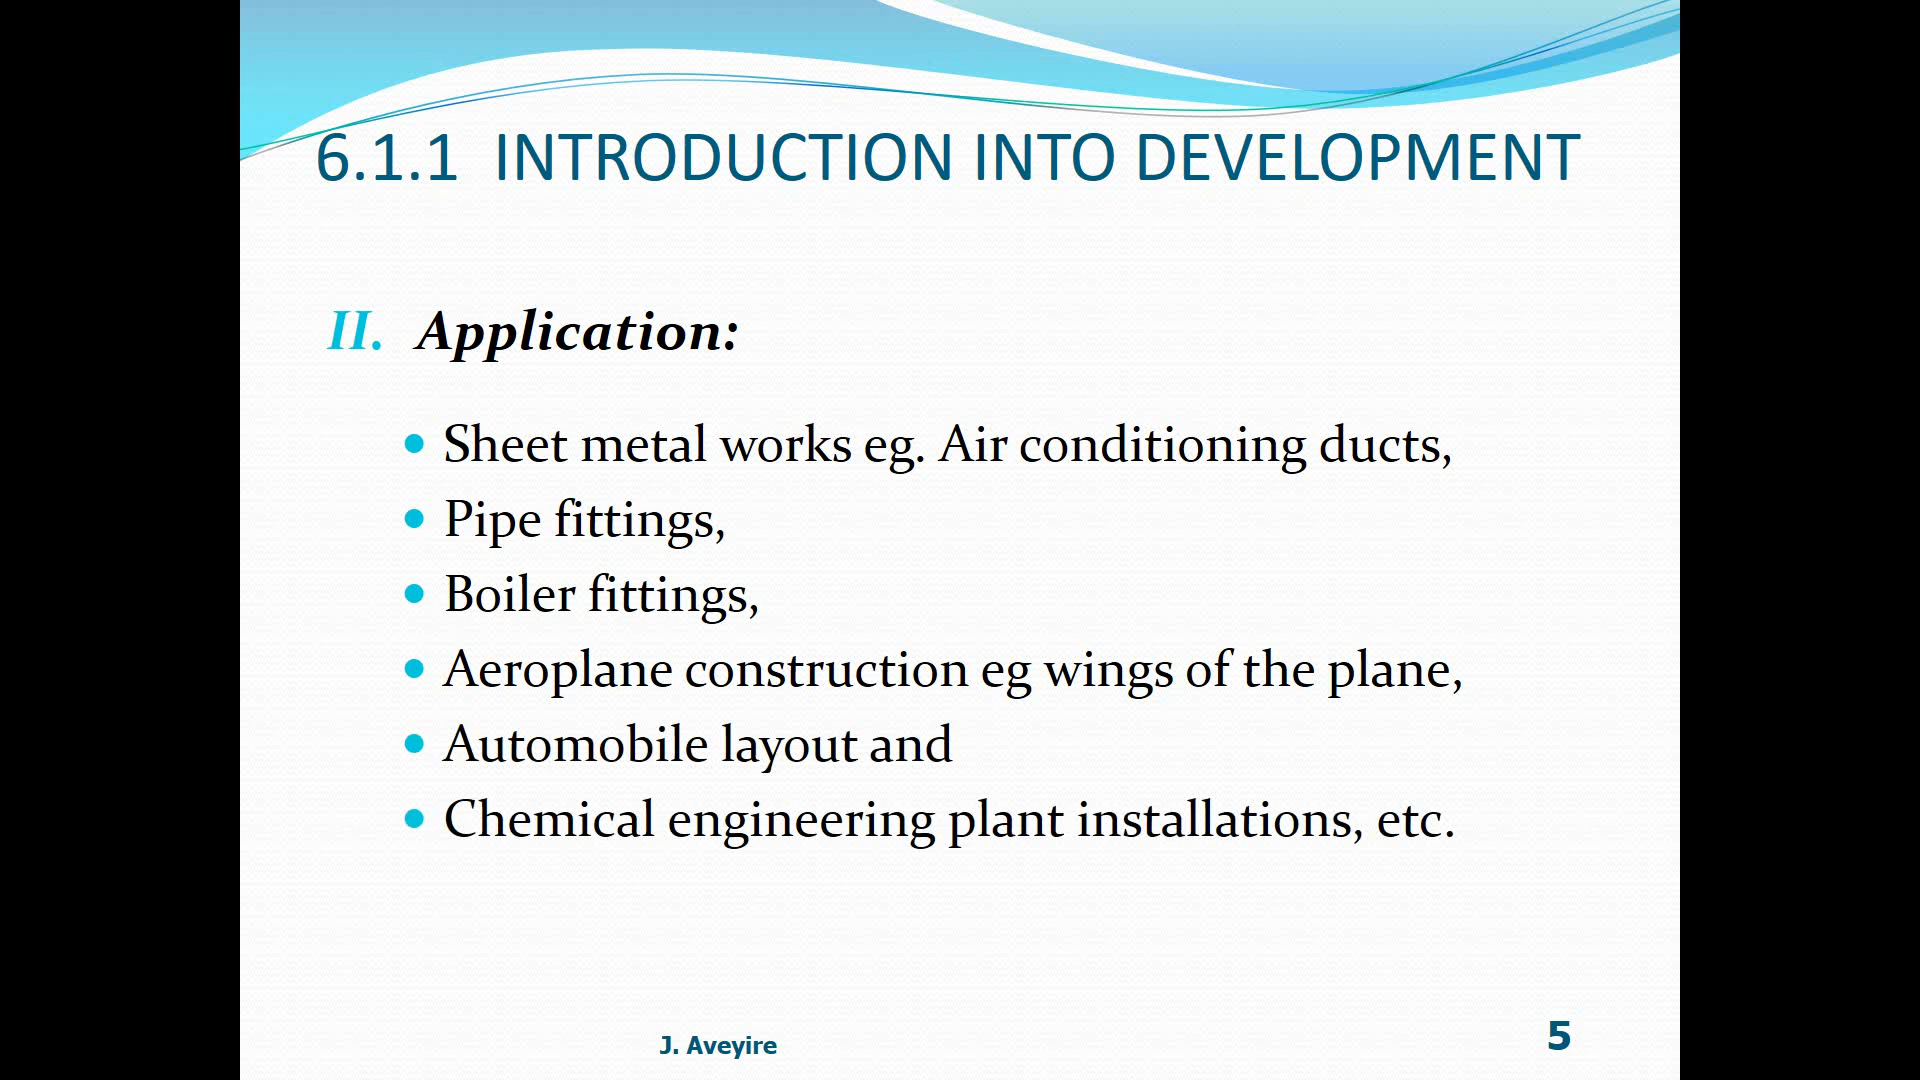 6.1.1 INTRODUCTION INTO DEVELOPMENT
II. Application:
• Sheet metal works eg. Air conditioning ducts,
• Pipe fittings,
• Boiler fittings,
• Aeroplane construction eg wings of the plane,
• Automobile layout and
• Chemical engineering plant installations, etc.
J. Aveyire
5